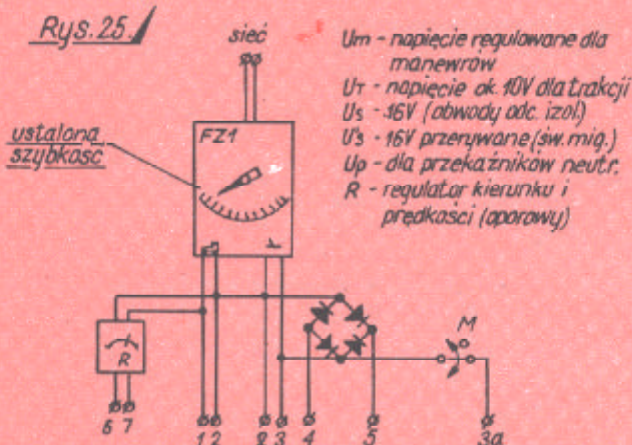 Rys. 25
sieć
Um - napięcie regulowane dla
manewrów
UT - napięcie ok. 10V dla trakcji
Us - 16V (obwody odc. izol.)
U's - 16V przerywane (św. mig.)
Up - dla przekaźników neutr.
R - regulator kierunku i
prędkości (oporowy)
ustalona
szybkość
FZ1
R
M
6 7 1 2 2 3 4 5 3a